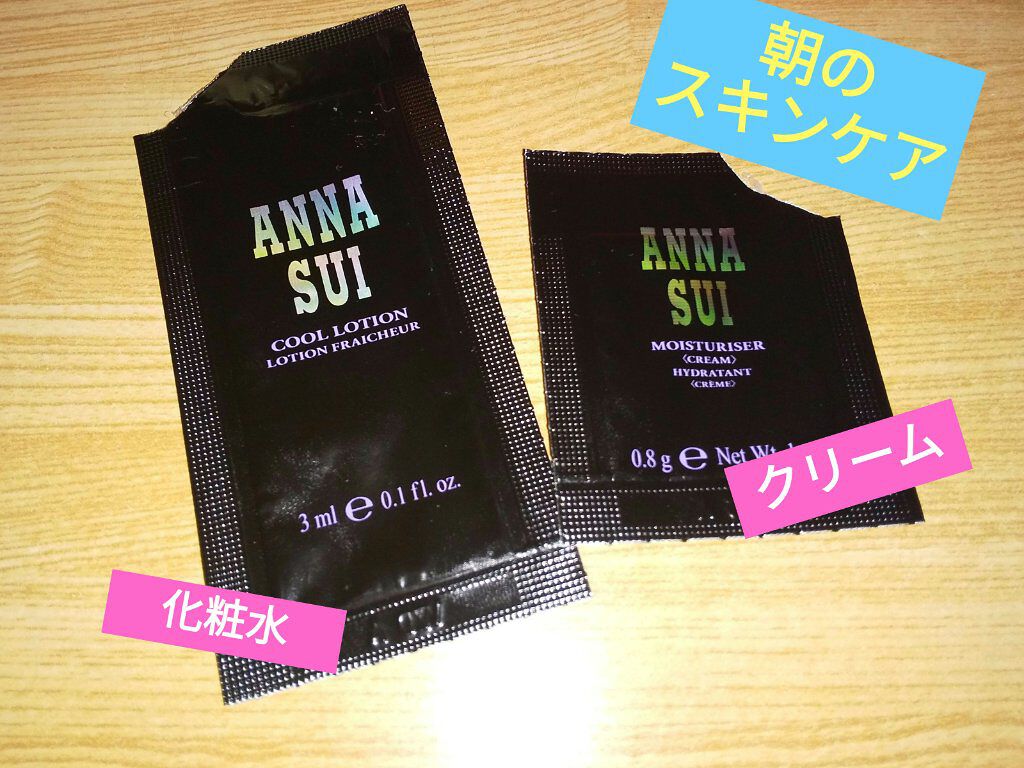 朝の
スキンケア
ANNA
SUI
COOL LOTION
LOTION FRAICHEUR
3 ml ℮ 0.1 fl. oz.
化粧水
ANNA
SUI
MOISTURISER
〈CREAM〉
HYDRATANT
〈CRÈME〉
0.8 g ℮ Net Wt.
クリーム